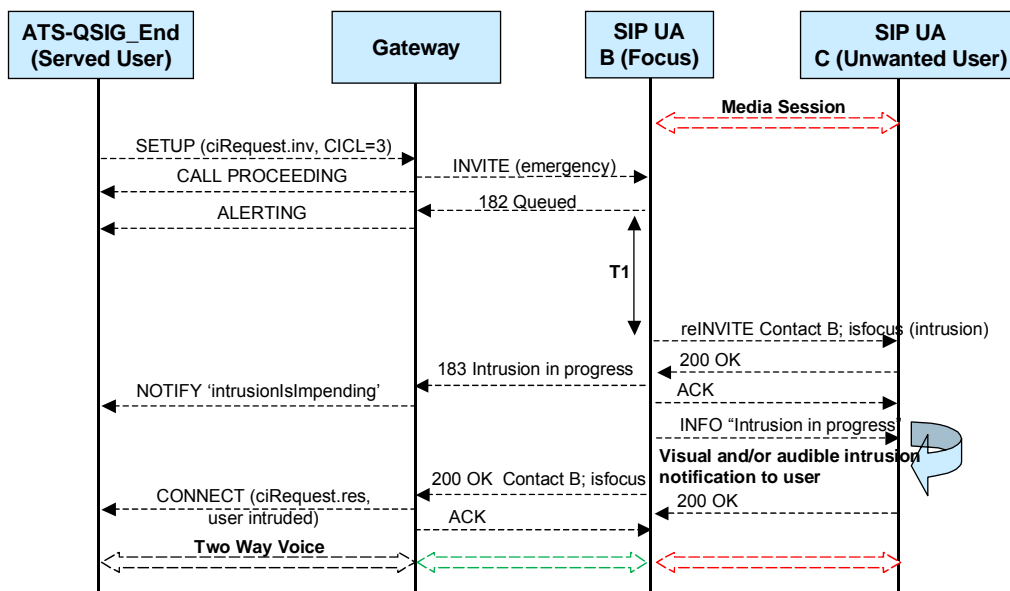 ATS-QSIG_End
(Served User)
Gateway
SIP UA
B (Focus)
SIP UA
C (Unwanted User)
Media Session
SETUP (ciRequest.inv, CICL=3)
INVITE (emergency)
CALL PROCEEDING
182 Queued
ALERTING
T1
reINVITE Contact B; isfocus (intrusion)
200 OK
183 Intrusion in progress
NOTIFY ‘intrusionIsImpending’
ACK
INFO “Intrusion in progress”
Visual and/or audible intrusion
notification to user
200 OK Contact B; isfocus
CONNECT (ciRequest.res,
user intruded)
200 OK
ACK
Two Way Voice